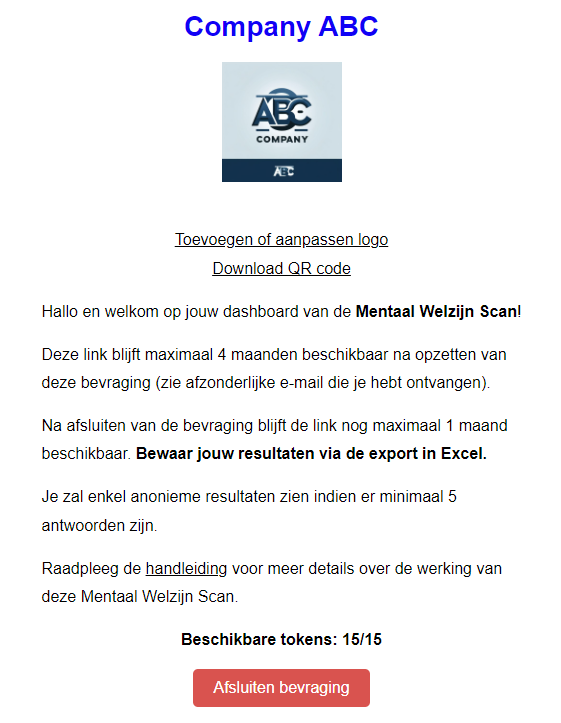 Company ABC
ABC
COMPANY
ABC
Toevoegen of aanpassen logo
Download QR code
Hallo en welkom op jouw dashboard van de Mentaal Welzijn Scan!
Deze link blijft maximaal 4 maanden beschikbaar na opzetten van
deze bevraging (zie afzonderlijke e-mail die je hebt ontvangen).
Na afsluiten van de bevraging blijft de link nog maximaal 1 maand
beschikbaar. Bewaar jouw resultaten via de export in Excel.
Je zal enkel anonieme resultaten zien indien er minimaal 5
antwoorden zijn.
Raadpleeg de handleiding voor meer details over de werking van
deze Mentaal Welzijn Scan.
Beschikbare tokens: 15/15
Afsluiten bevraging